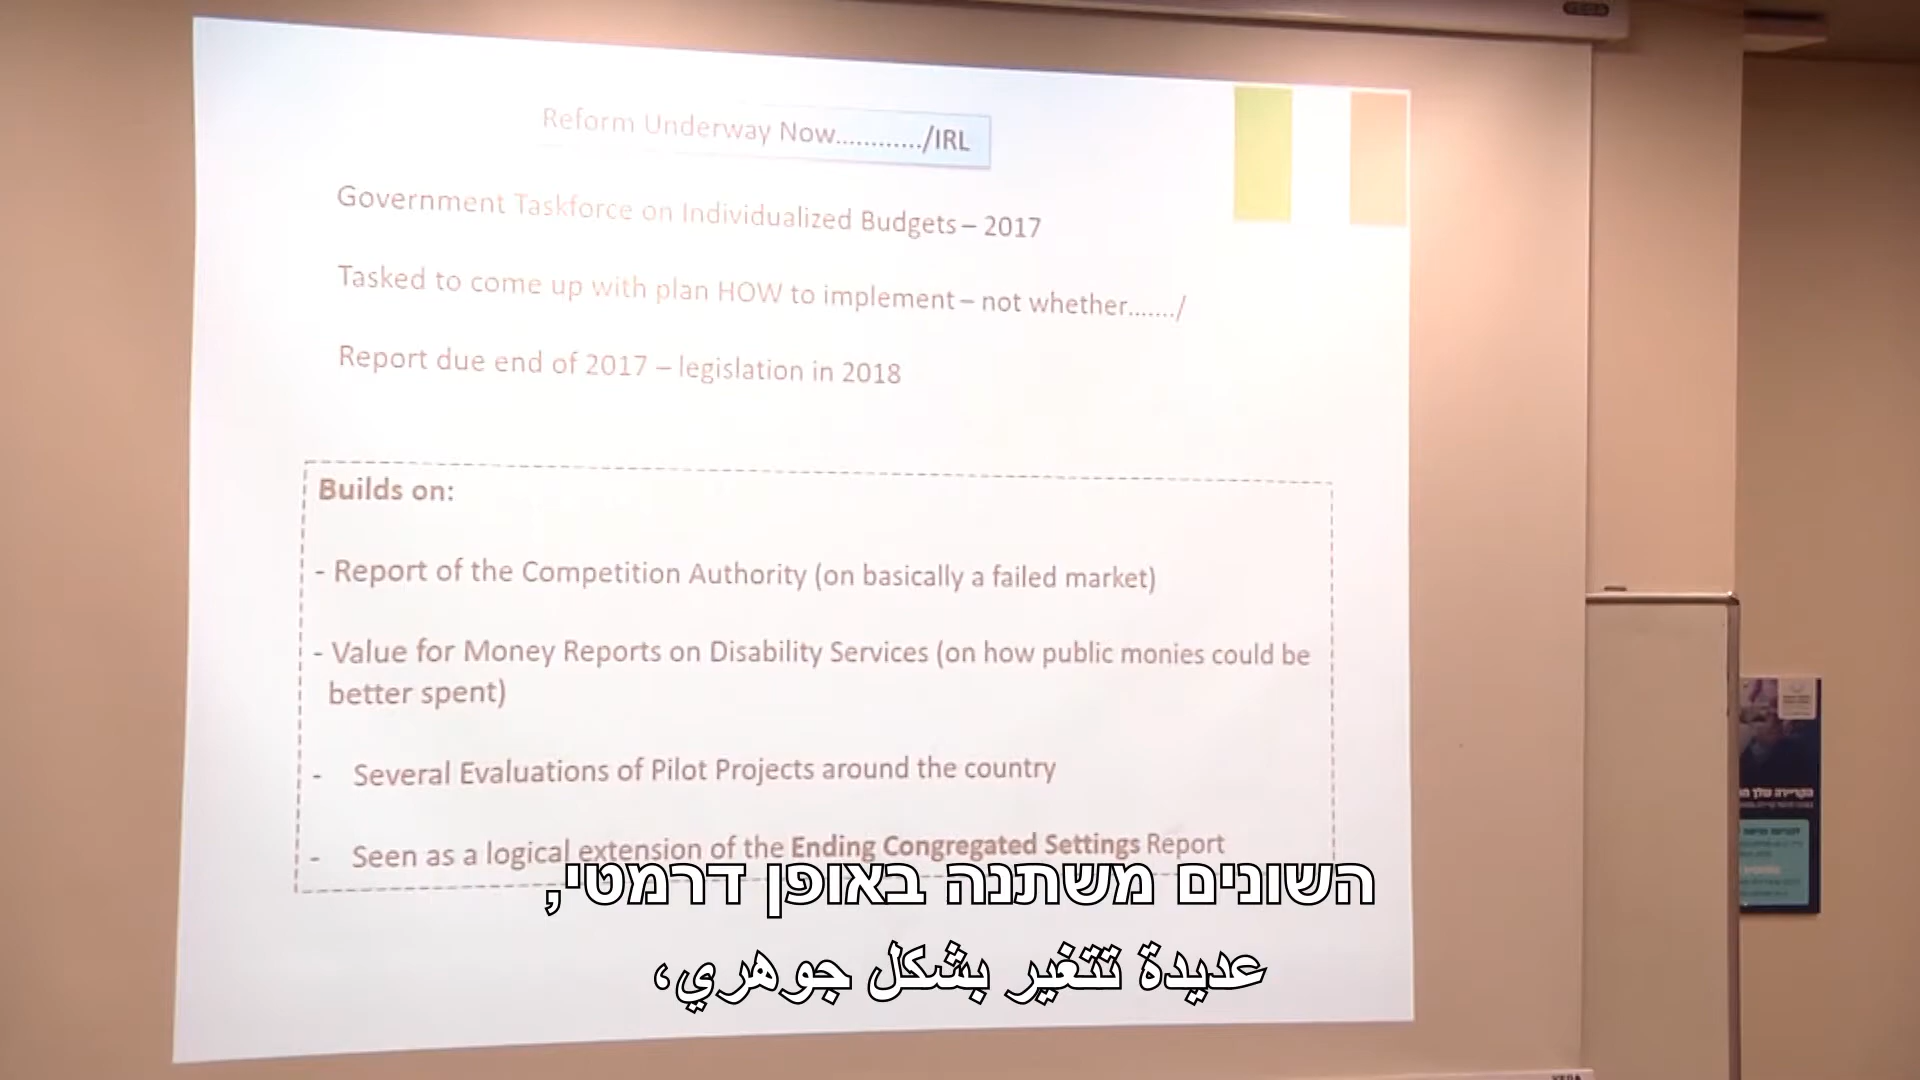 VEGA
Reform Underway Now............/IRL
Government Taskforce on Individualized Budgets – 2017
Tasked to come up with plan HOW to implement – not whether……./
Report due end of 2017 – legislation in 2018
Builds on:
- Report of the Competition Authority (on basically a failed market)
- Value for Money Reports on Disability Services (on how public monies could be
better spent)
- Several Evaluations of Pilot Projects around the country
- Seen as a logical extension of the Ending Congregated Settings Report
השונים משתנה באופן דרמטי,
عديدة تتغير بشكل جوهري،
הקריירה שלך
VEGA